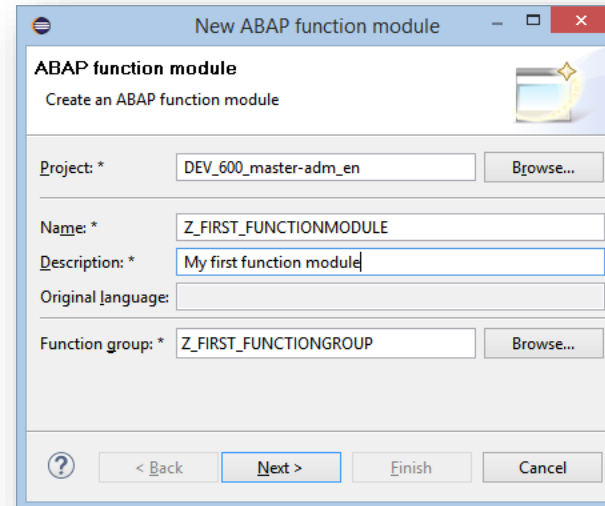 New ABAP function module
ABAP function module
Create an ABAP function module
Project: * DEV_600_master-adm_en Browse...
Name: * Z_FIRST_FUNCTIONMODULE
Description: * My first function module
Original language:
Function group: * Z_FIRST_FUNCTIONGROUP Browse...
? < Back Next > Finish Cancel